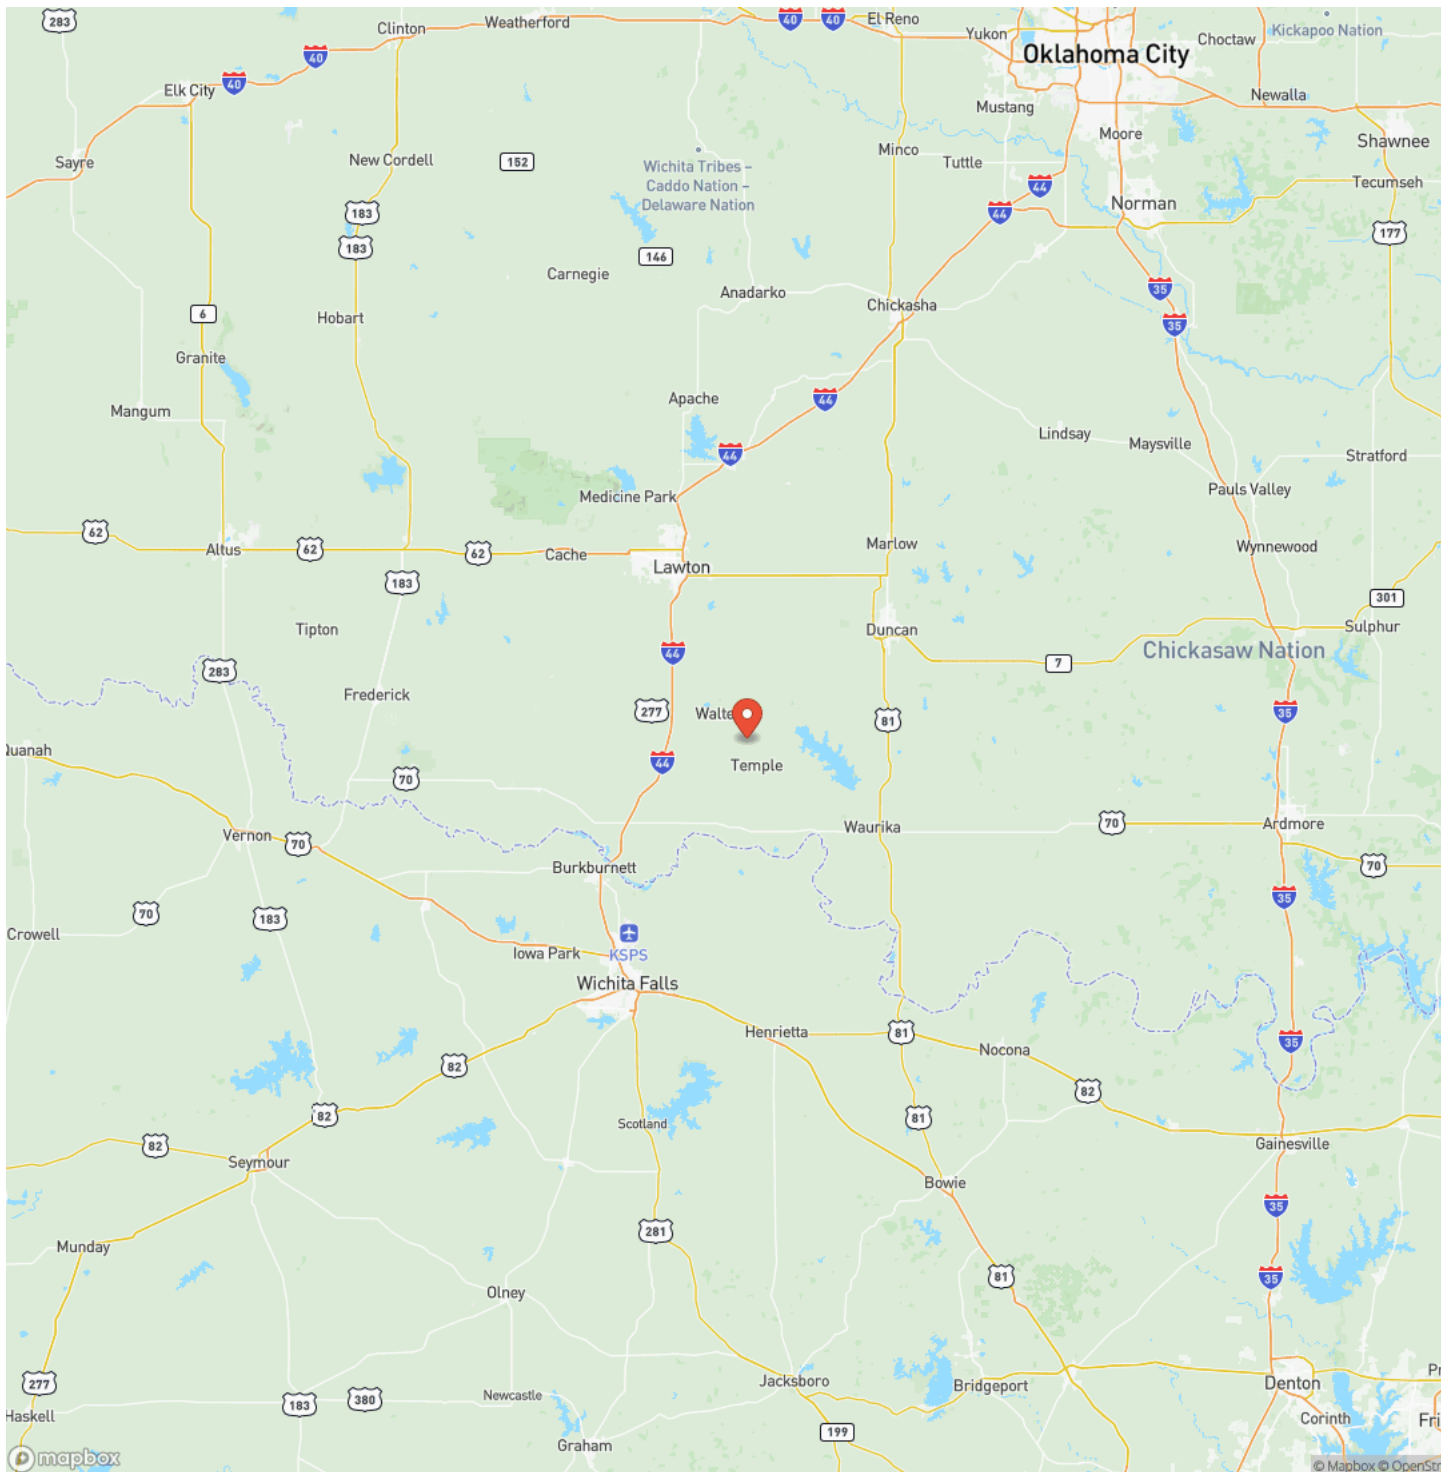 283
Clinton
Weatherford
40
40
El Reno
Yukon
Oklahoma City
Choctaw
Kickapoo Nation
40
40
Elk City
Mustang
Newalla
Moore
Shawnee
Sayre
New Cordell
152
Minco
Tuttle
Wichita Tribes –
Caddo Nation –
Delaware Nation
44
44
Tecumseh
Norman
183
183
177
146
Carnegie
Anadarko
35
Chickasha
6
Hobart
35
Granite
Apache
44
Mangum
Lindsay
Maysville
44
Stratford
Medicine Park
Pauls Valley
62
Altus
62
62
Cache
Lawton
Marlow
Wynnewood
183
301
Tipton
Duncan
Sulphur
44
7
Chickasaw Nation
283
Frederick
277
Walte
81
35
Quanah
44
Temple
70
Vernon
70
Waurika
70
Ardmore
Burkburnett
70
70
183
35
Crowell
KSPS
Iowa Park
Wichita Falls
Henrietta
81
Nocona
35
82
82
82
Scotland
81
82
Seymour
Gainesville
Bowie
35
281
Munday
81
35
Olney
277
183
380
Newcastle
Jacksboro
Bridgeport
Denton
Haskell
199
Corinth
Graham
mapbox
© Mapbox © OpenStr